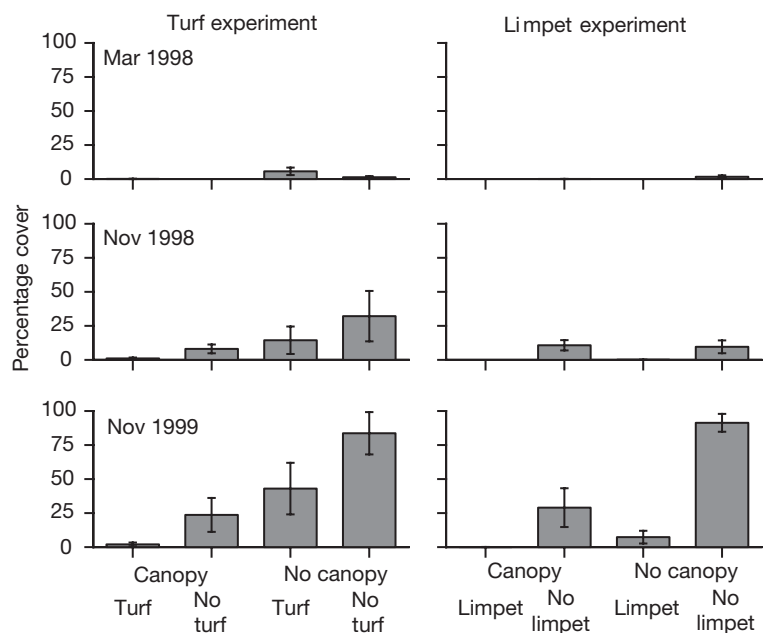 Turf experiment
Limpet experiment
Percentage cover
Mar 1998
100
75
50
25
0
Nov 1998
100
75
50
25
0
Nov 1999
100
75
50
25
0
Canopy
No canopy
Canopy
No canopy
Turf
No
turf
Turf
No
turf
Limpet
No
limpet
Limpet
No
limpet